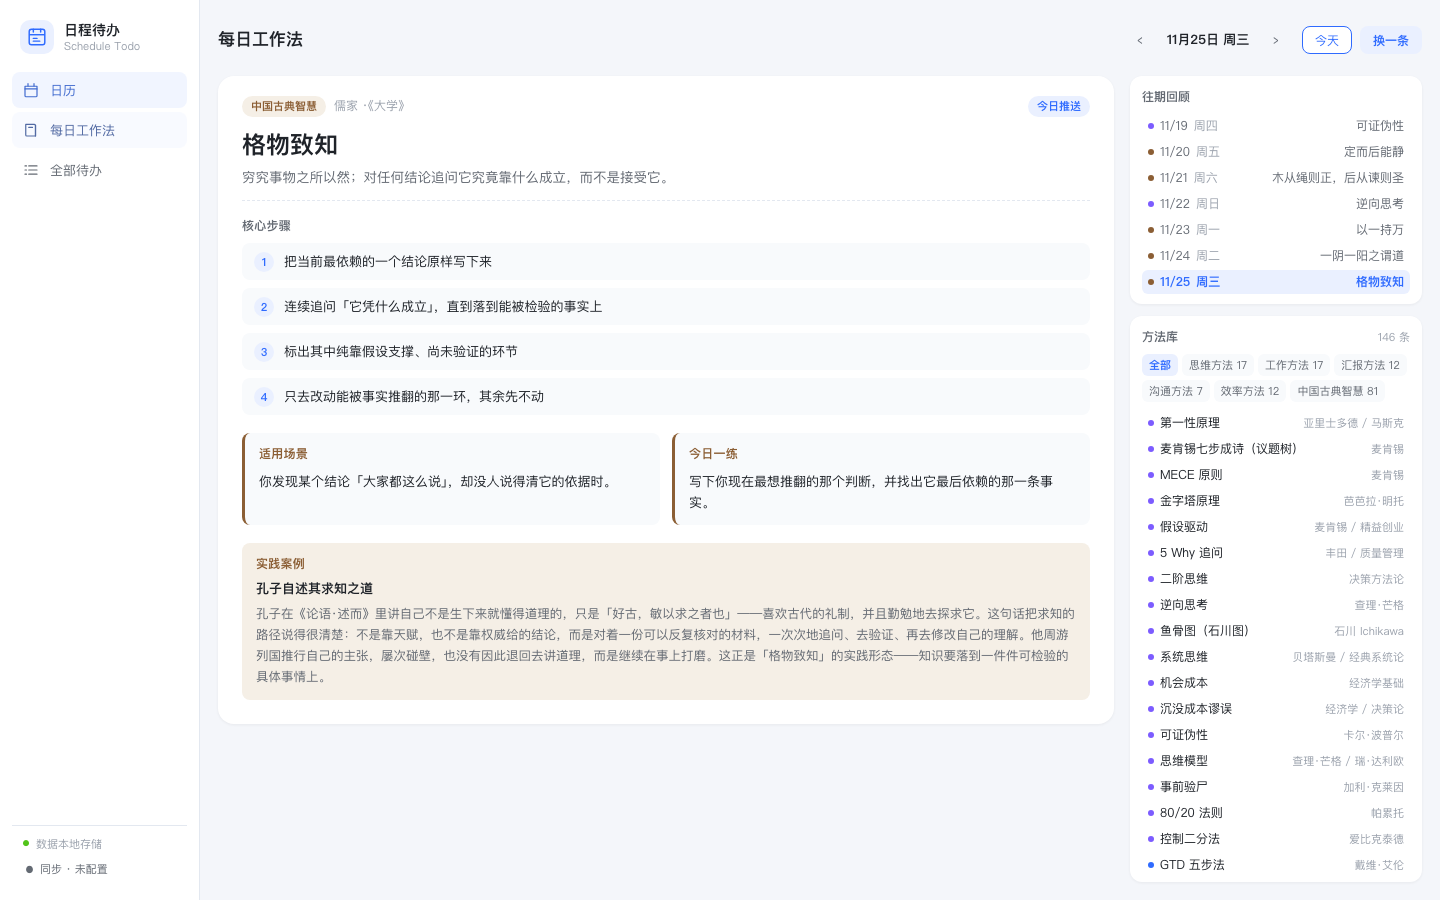 日程待办
Schedule Todo
日历
每日工作法
全部待办
数据本地存储
同步 · 未配置
每日工作法
‹ 11月25日 周三 › 今天 换一条
中国古典智慧 儒家 ·《大学》 今日推送
格物致知
穷究事物之所以然；对任何结论追问它究竟靠什么成立，而不是接受它。
核心步骤
1 把当前最依赖的一个结论原样写下来
2 连续追问「它凭什么成立」，直到落到能被检验的事实上
3 标出其中纯靠假设支撑、尚未验证的环节
4 只去改动能被事实推翻的那一环，其余先不动
适用场景
你发现某个结论「大家都这么说」，却没人说得清它的依据时。
今日一练
写下你现在最想推翻的那个判断，并找出它最后依赖的那一条事
实。
实践案例
孔子自述其求知之道
孔子在《论语·述而》里讲自己不是生下来就懂得道理的，只是「好古，敏以求之者也」——喜欢古代的礼制，并且勤勉地去探求它。这句话把求知的
路径说得很清楚：不是靠天赋，也不是靠权威给的结论，而是对着一份可以反复核对的材料，一次次地追问、去验证、再去修改自己的理解。他周游
列国推行自己的主张，屡次碰壁，也没有因此退回去讲道理，而是继续在事上打磨。这正是「格物致知」的实践形态——知识要落到一件件可检验的
具体事情上。
往期回顾
11/19 周四 可证伪性
11/20 周五 定而后能静
11/21 周六 木从绳则正，后从谏则圣
11/22 周日 逆向思考
11/23 周一 以一持万
11/24 周二 一阴一阳之谓道
11/25 周三 格物致知
方法库 146 条
全部 思维方法 17 工作方法 17 汇报方法 12
沟通方法 7 效率方法 12 中国古典智慧 81
第一性原理 亚里士多德 / 马斯克
麦肯锡七步成诗（议题树） 麦肯锡
MECE 原则 麦肯锡
金字塔原理 芭芭拉·明托
假设驱动 麦肯锡 / 精益创业
5 Why 追问 丰田 / 质量管理
二阶思维 决策方法论
逆向思考 查理·芒格
鱼骨图（石川图） 石川 Ichikawa
系统思维 贝塔斯曼 / 经典系统论
机会成本 经济学基础
沉没成本谬误 经济学 / 决策论
可证伪性 卡尔·波普尔
思维模型 查理·芒格 / 瑞·达利欧
事前验尸 加利·克莱因
80/20 法则 帕累托
控制二分法 爱比克泰德
GTD 五步法 戴维·艾伦